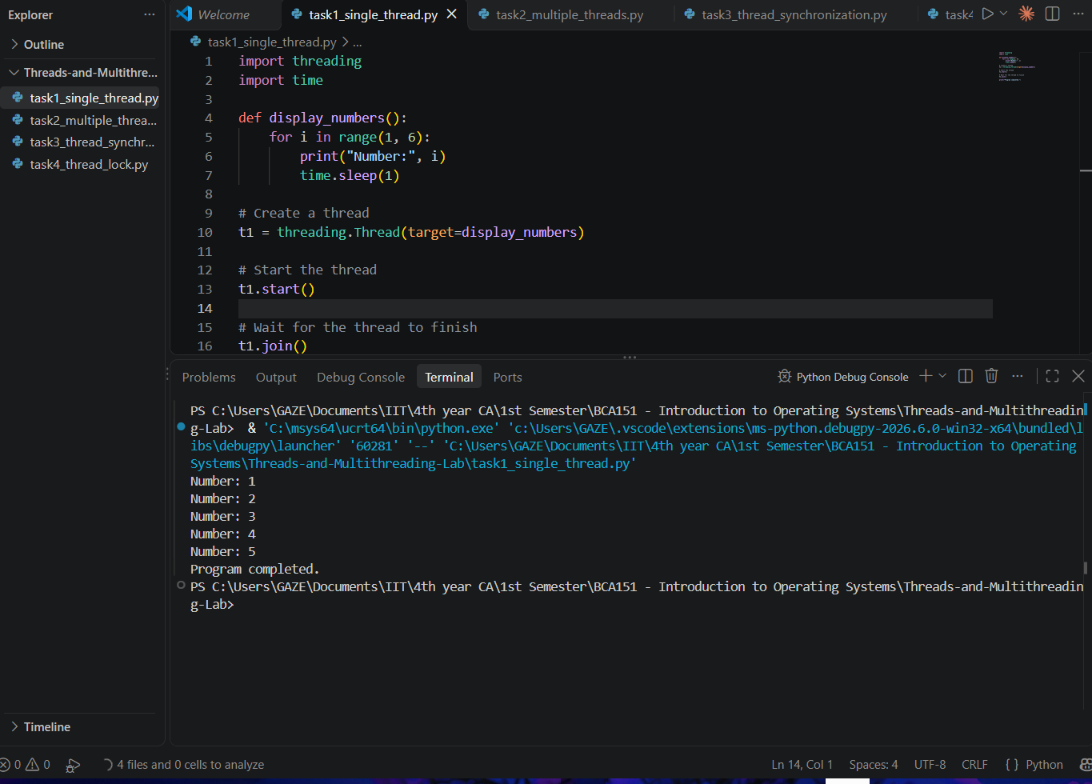 Explorer
Outline
Threads-and-Multithre...
task1_single_thread.py
task2_multiple_threa...
task3_thread_synchr...
task4_thread_lock.py
Timeline
Welcome
task1_single_thread.py
task2_multiple_threads.py
task3_thread_synchronization.py
task4
task1_single_thread.py > ...
1 import threading
2 import time
3
4 def display_numbers():
5     for i in range(1, 6):
6         print("Number:", i)
7         time.sleep(1)
8
9 # Create a thread
10 t1 = threading.Thread(target=display_numbers)
11
12 # Start the thread
13 t1.start()
14
15 # Wait for the thread to finish
16 t1.join()
Problems Output Debug Console Terminal Ports
Python Debug Console
PS C:\Users\GAZE\Documents\IIT\4th year CA\1st Semester\BCA151 - Introduction to Operating Systems\Threads-and-Multithreadin
g-Lab>  & 'C:\msys64\ucrt64\bin\python.exe' 'c:\Users\GAZE\.vscode\extensions\ms-python.debugpy-2026.6.0-win32-x64\bundled\l
ibs\debugpy\launcher' '60281' '--' 'C:\Users\GAZE\Documents\IIT\4th year CA\1st Semester\BCA151 - Introduction to Operating
Systems\Threads-and-Multithreading-Lab\task1_single_thread.py'
Number: 1
Number: 2
Number: 3
Number: 4
Number: 5
Program completed.
PS C:\Users\GAZE\Documents\IIT\4th year CA\1st Semester\BCA151 - Introduction to Operating Systems\Threads-and-Multithreadin
g-Lab>
0 0 4 files and 0 cells to analyze Ln 14, Col 1 Spaces: 4 UTF-8 CRLF { } Python